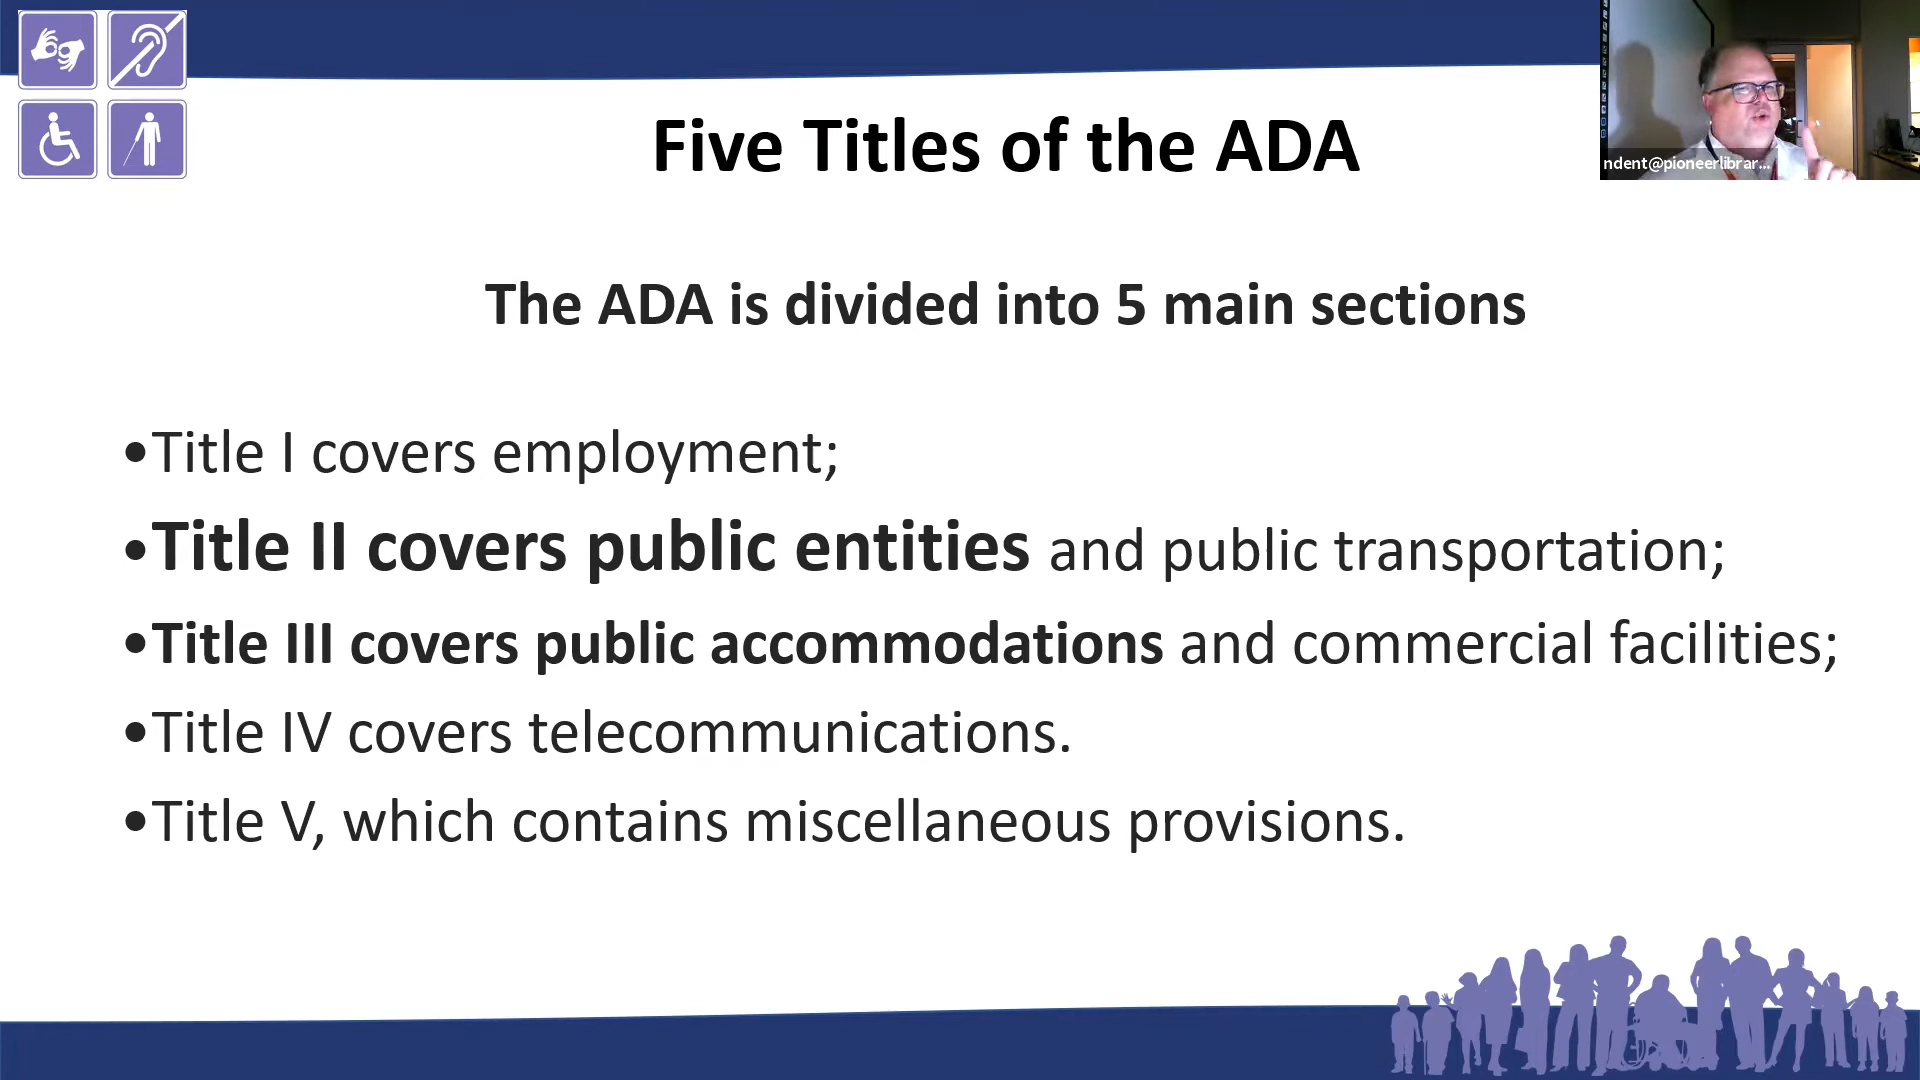 Five Titles of the ADA
ndent@pioneerlibrar...
The ADA is divided into 5 main sections
•Title I covers employment;
•Title II covers public entities and public transportation;
•Title III covers public accommodations and commercial facilities;
•Title IV covers telecommunications.
•Title V, which contains miscellaneous provisions.